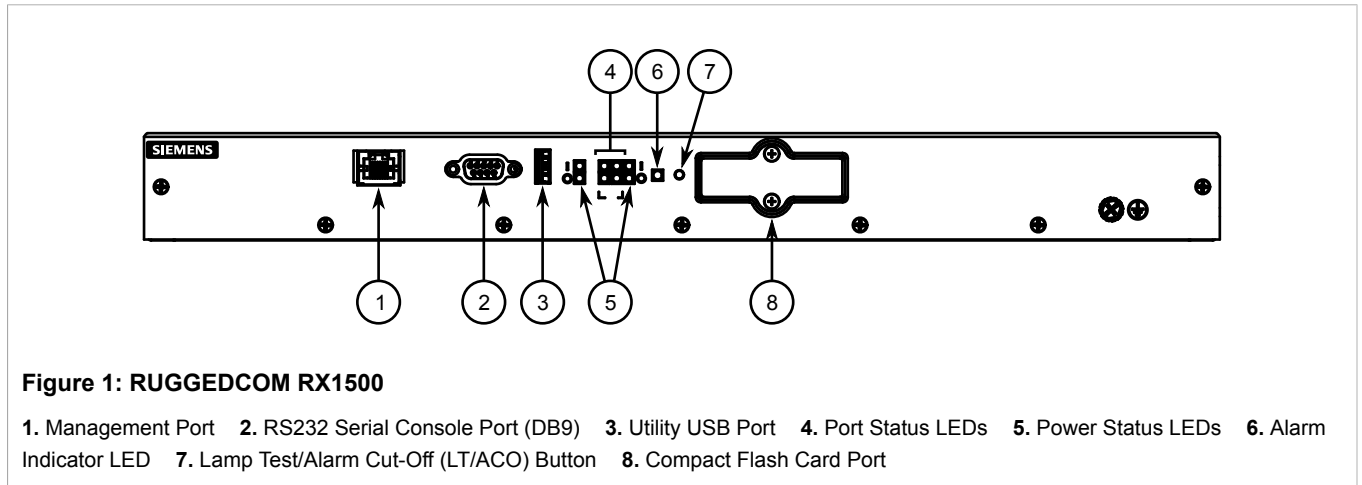 4 6 7
SIEMENS
1 2 3 5 8
Figure 1: RUGGEDCOM RX1500
1. Management Port 2. RS232 Serial Console Port (DB9) 3. Utility USB Port 4. Port Status LEDs 5. Power Status LEDs 6. Alarm
Indicator LED 7. Lamp Test/Alarm Cut-Off (LT/ACO) Button 8. Compact Flash Card Port